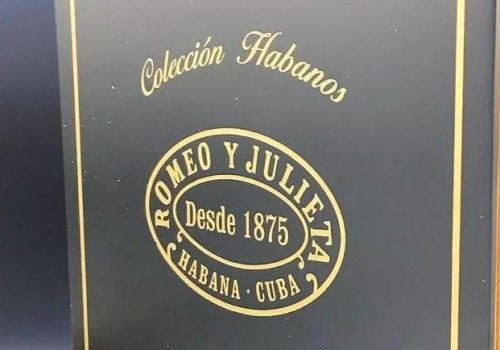 Colección Habanos
ROMEO Y JULIETA
Desde 1875
HABANA · CUBA